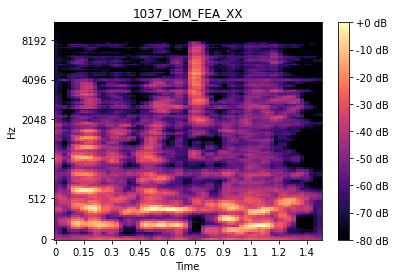 1037_IOM_FEA_XX
8192
4096
2048
1024
512
0
Hz
0 0.15 0.3 0.45 0.6 0.75 0.9 1.1 1.2 1.4
Time
+0 dB
-10 dB
-20 dB
-30 dB
-40 dB
-50 dB
-60 dB
-70 dB
-80 dB